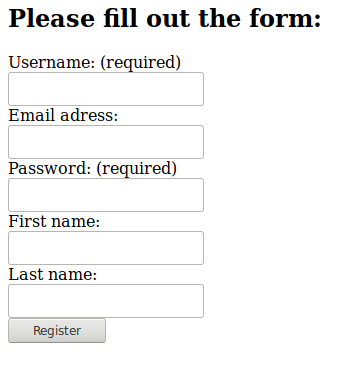 Please fill out the form:
Username: (required)
Email adress:
Password: (required)
First name:
Last name:
Register